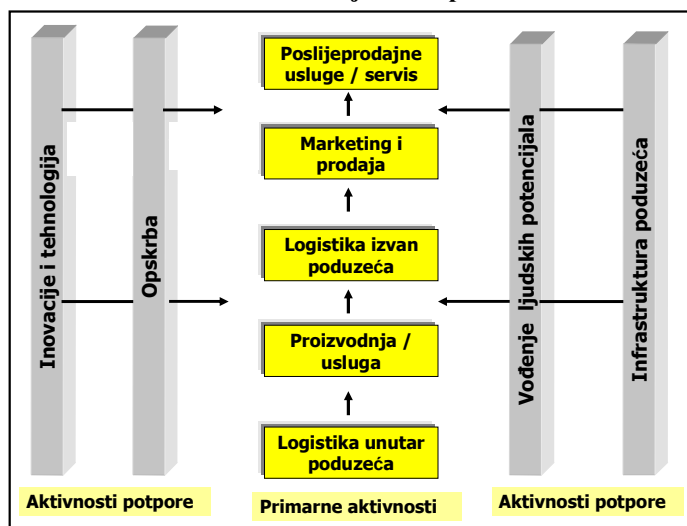 Poslijeprodajne
usluge / servis
Marketing i
prodaja
Logistika izvan
poduzeća
Proizvodnja /
usluga
Logistika unutar
poduzeća
Inovacije i tehnologija
Opskrba
Vođenje ljudskih potencijala
Infrastruktura poduzeća
Aktivnosti potpore
Primarne aktivnosti
Aktivnosti potpore